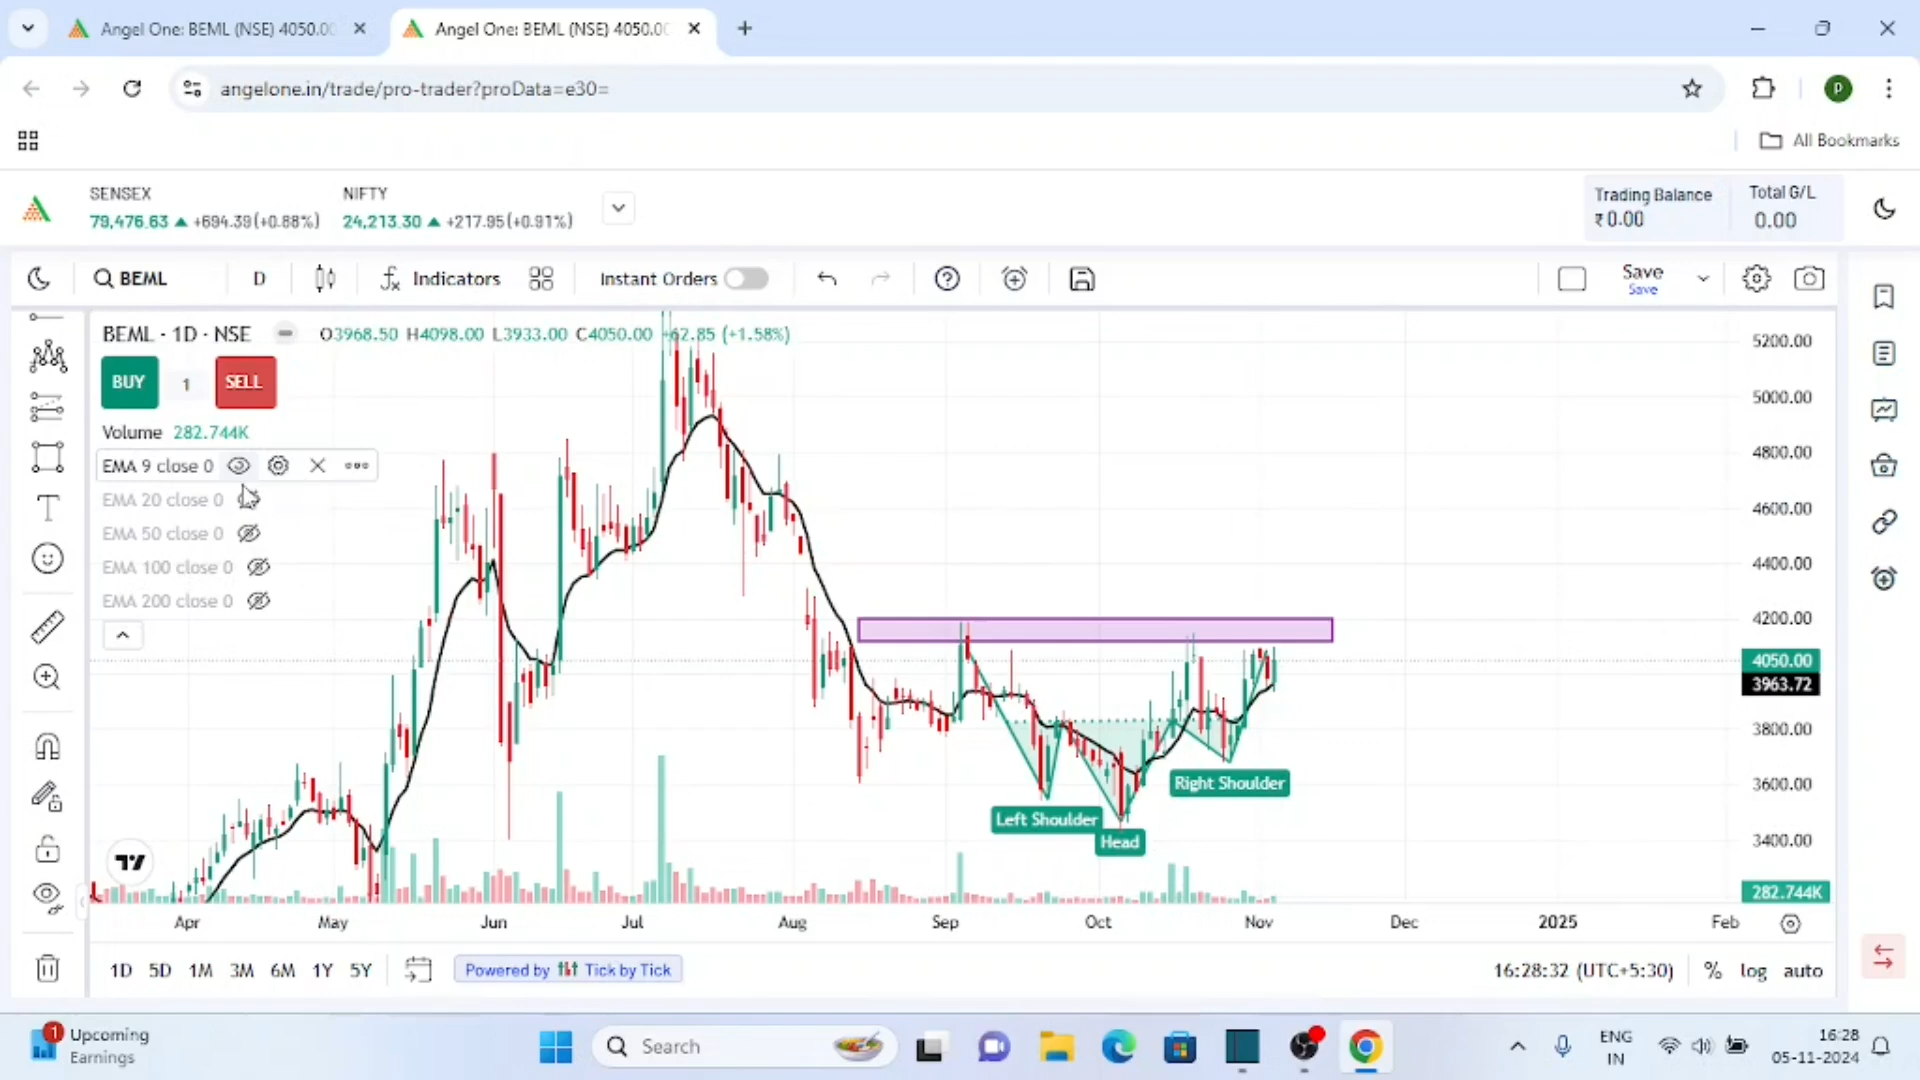 Angel One: BEML (NSE) 4050.00
Angel One: BEML (NSE) 4050.00
angelone.in/trade/pro-trader?proData=e30=
P
All Bookmarks
SENSEX
79,476.63 ▲ +694.39(+0.88%)
NIFTY
24,213.30 ▲ +217.95(+0.91%)
Trading Balance
₹0.00
Total G/L
0.00
BEML
D
Indicators
Instant Orders
Save
Save
BEML · 1D · NSE
O3968.50 H4098.00 L3933.00 C4050.00 +62.85 (+1.58%)
BUY
1
SELL
Volume 282.744K
EMA 9 close 0
EMA 20 close 0
EMA 50 close 0
EMA 100 close 0
EMA 200 close 0
5200.00
5000.00
4800.00
4600.00
4400.00
4200.00
4050.00
3963.72
3800.00
3600.00
3400.00
282.744K
Left Shoulder
Head
Right Shoulder
Apr
May
Jun
Jul
Aug
Sep
Oct
Nov
Dec
2025
Feb
1D 5D 1M 3M 6M 1Y 5Y
Powered by Tick by Tick
16:28:32 (UTC+5:30)
% log auto
1
Upcoming
Earnings
Search
ENG
IN
16:28
05-11-2024